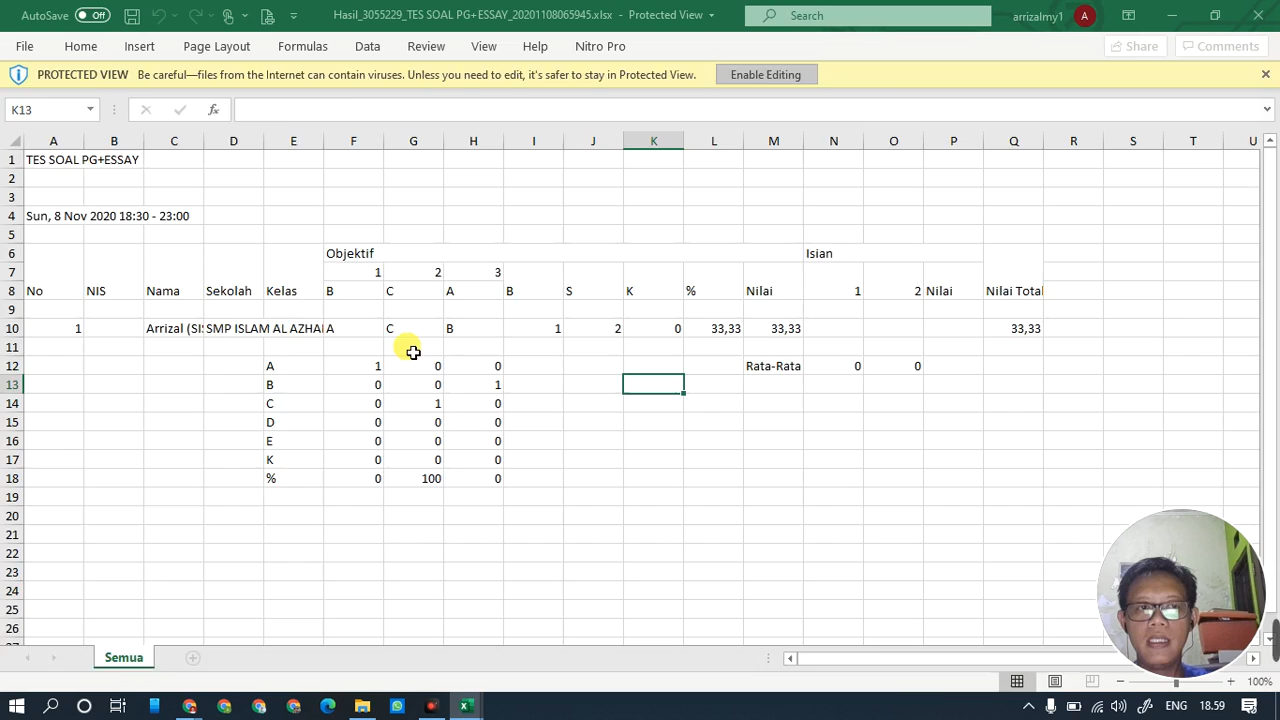 AutoSave Off Hasil_3055229_TES SOAL PG+ESSAY_20201108065945.xlsx - Protected View Search arrizalmy1 A
File Home Insert Page Layout Formulas Data Review View Help Nitro Pro Share Comments
PROTECTED VIEW Be careful—files from the Internet can contain viruses. Unless you need to edit, it's safer to stay in Protected View. Enable Editing
K13 fx
A B C D E F G H I J K L M N O P Q R S T U
1 TES SOAL PG+ESSAY
2
3
4 Sun, 8 Nov 2020 18:30 - 23:00
5
6 Objektif Isian
7 1 2 3
8 No NIS Nama Sekolah Kelas B C A B S K % Nilai 1 2 Nilai Nilai Total
9
10 1 Arrizal (SIS SMP ISLAM AL AZHA A C B 1 2 0 33,33 33,33 33,33
11
12 A 1 0 0 Rata-Rata 0 0
13 B 0 0 1
14 C 0 1 0
15 D 0 0 0
16 E 0 0 0
17 K 0 0 0
18 % 0 100 0
19
20
21
22
23
24
25
26
27
Semua
100%
ENG 18.59